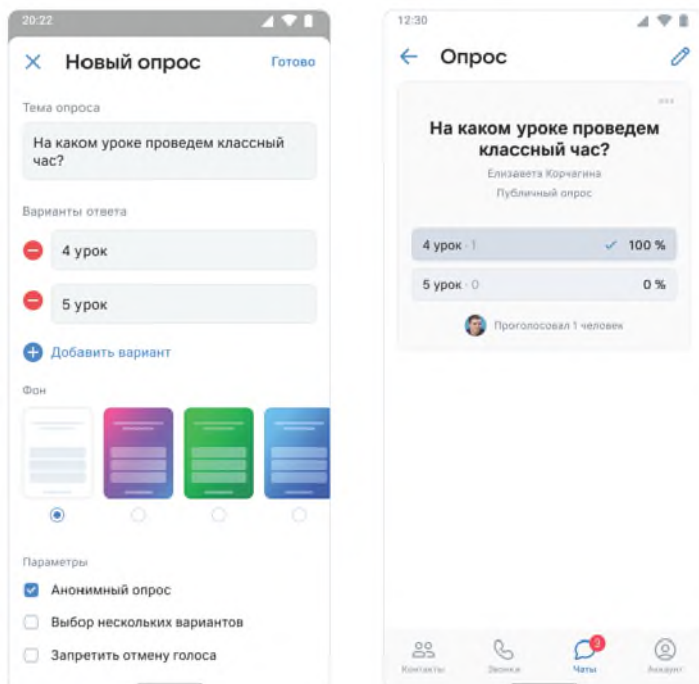 20:22
Новый опрос
Готово
Тема опроса
На каком уроке проведем классный
час?
Варианты ответа
4 урок
5 урок
Добавить вариант
Фон
Параметры
Анонимный опрос
Выбор нескольких вариантов
Запретить отмену голоса
12:30
Опрос
На каком уроке проведем
классный час?
Елизавета Корчагина
Публичный опрос
4 урок · 1 100 %
5 урок · 0 0 %
Проголосовал 1 человек
3
Контакты Звонки Чаты Аккаунт